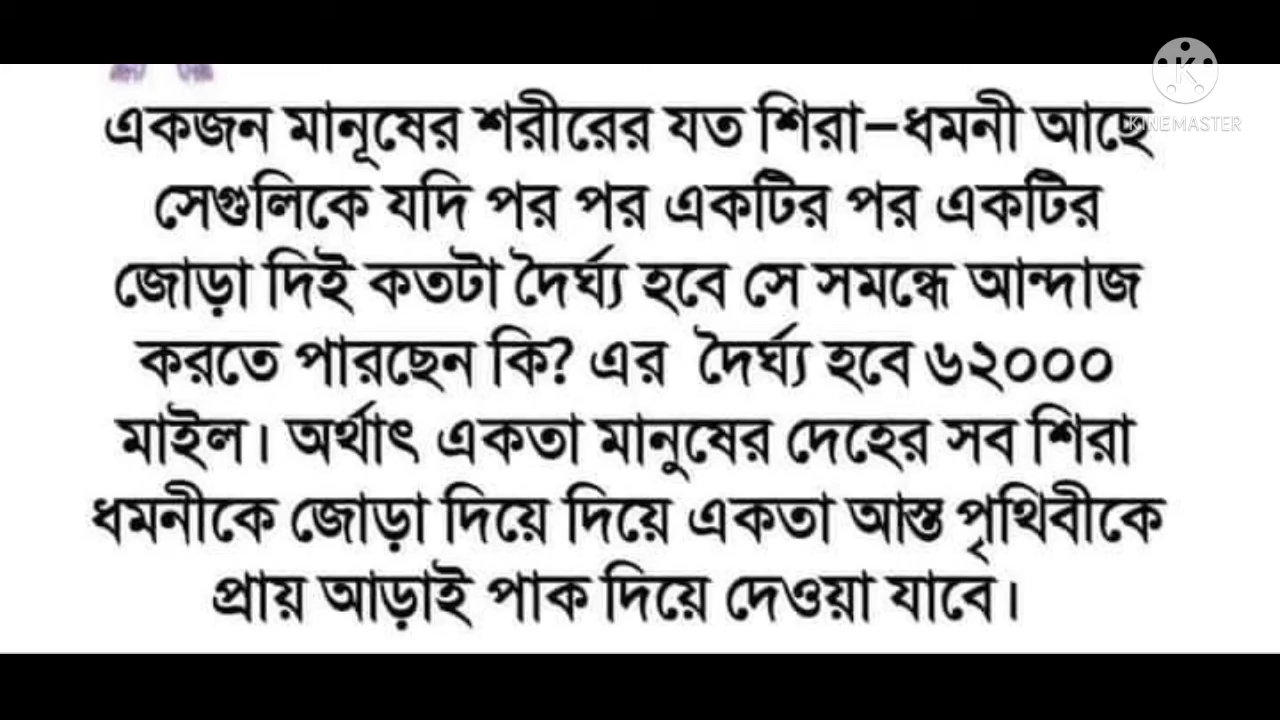 একজন মানূষের শরীরের যত শিরা–ধমনী আছে
সেগুলিকে যদি পর পর একটির পর একটির
জোড়া দিই কতটা দৈর্ঘ্য হবে সে সমন্ধে আন্দাজ
করতে পারছেন কি? এর দৈর্ঘ্য হবে ৬২০০০
মাইল। অর্থাৎ একতা মানুষের দেহের সব শিরা
ধমনীকে জোড়া দিয়ে দিয়ে একতা আস্ত পৃথিবীকে
প্রায় আড়াই পাক দিয়ে দেওয়া যাবে।
K
KINEMASTER